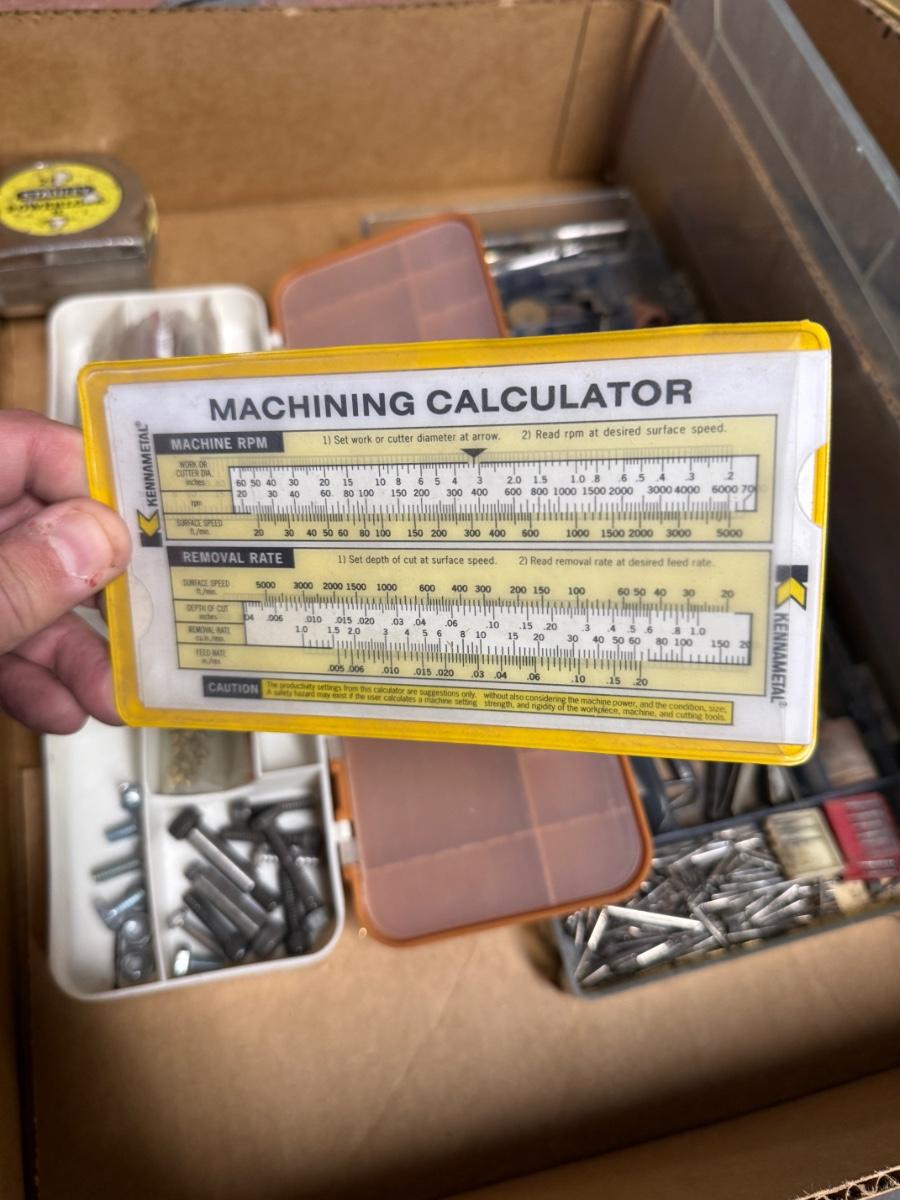 MACHINING CALCULATOR
KENNAMETAL®
MACHINE RPM
1) Set work or cutter diameter at arrow. 2) Read rpm at desired surface speed.
WORK OR
CUTTER DIA.
inches
60 50 40 30 20 15 10 8 6 5 4 3 2.0 1.5 1.0 .8 .6 .5 .4 .3 .2
rpm
20 30 40 60 80 100 150 200 300 400 600 800 1000 1500 2000 3000 4000 6000 70
SURFACE SPEED
ft./min.
20 30 40 50 60 80 100 150 200 300 400 600 1000 1500 2000 3000 5000
REMOVAL RATE
1) Set depth of cut at surface speed. 2) Read removal rate at desired feed rate.
SURFACE SPEED
ft./min.
5000 3000 2000 1500 1000 600 400 300 200 150 100 60 50 40 30 20
DEPTH OF CUT
inches
04 .006 .010 .015 .020 .03 .04 .06 .10 .15 .20 .3 .4 .5 .6 .8 1.0
REMOVAL RATE
cu.in./min.
1.0 1.5 2.0 3 4 5 6 8 10 15 20 30 40 50 60 80 100 150 20
FEED RATE
in./rev.
.005 .006 .010 .015 .020 .03 .04 .06 .10 .15 .20
CAUTION
The productivity settings from this calculator are suggestions only.
A safety hazard may exist if the user calculates a machine setting
without also considering the machine power, and the condition, size,
strength, and rigidity of the workpiece, machine, and cutting tools.
KENNAMETAL®